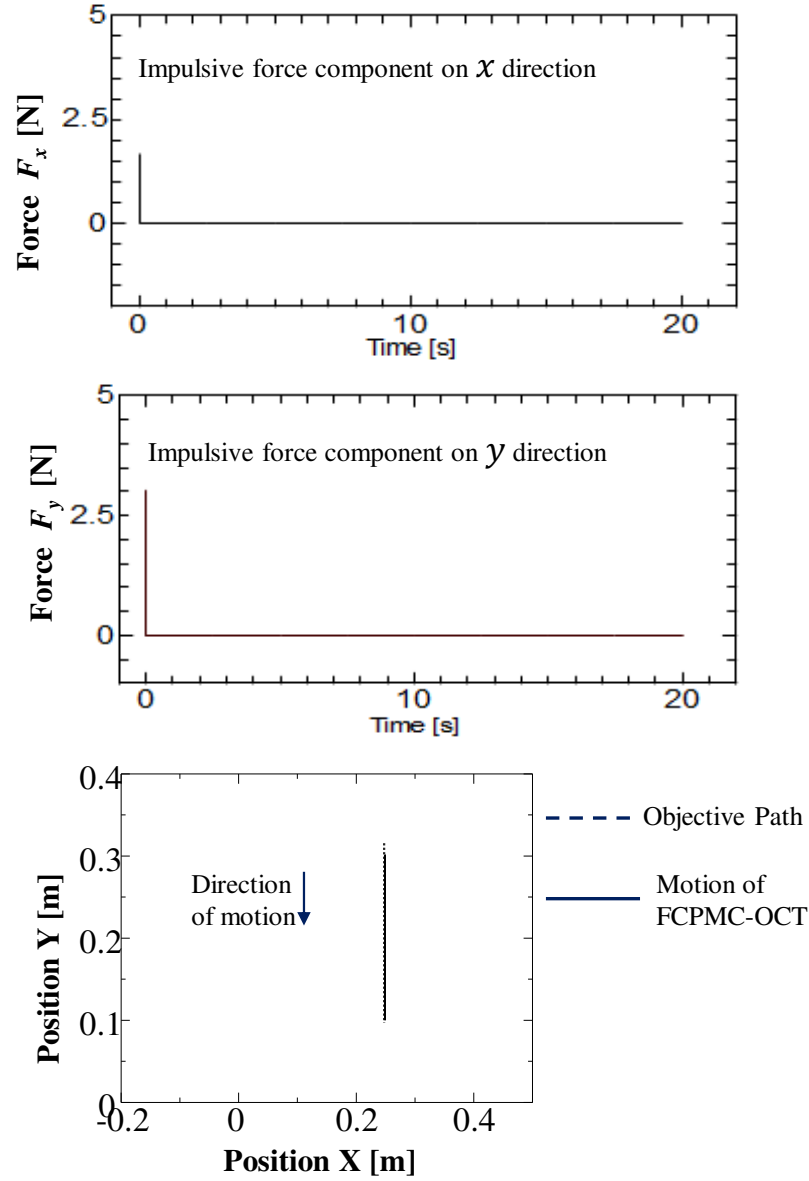 5
Impulsive force component on x direction
2.5
Force F_x [N]
0
0
10
20
Time [s]
5
Impulsive force component on y direction
2.5
Force F_y [N]
0
0
10
20
Time [s]
0.4
0.3
0.2
0.1
0
Position Y [m]
Direction
of motion
-0.2
0
0.2
0.4
Position X [m]
Objective Path
Motion of
FCPMC-OCT